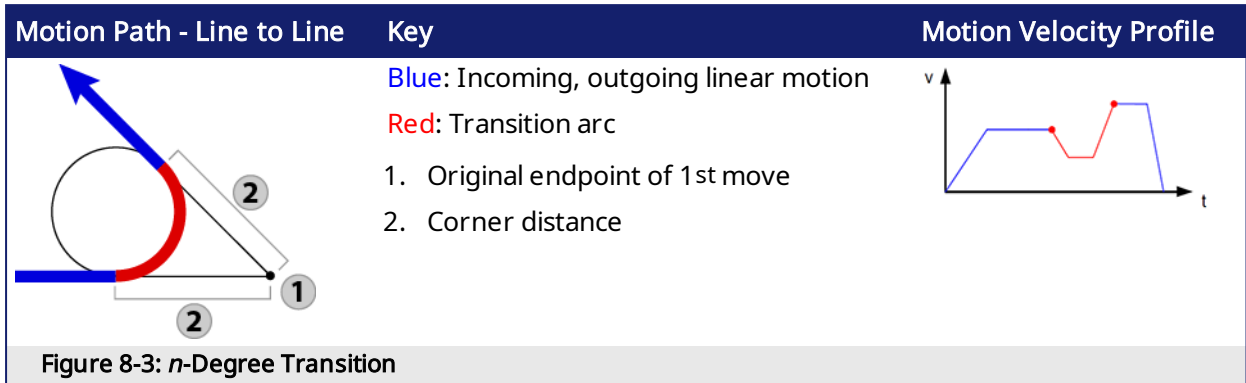 Motion Path - Line to Line Key Motion Velocity Profile
Blue: Incoming, outgoing linear motion
Red: Transition arc
1. Original endpoint of 1st move
2. Corner distance
2
1
2
v
t
Figure 8-3: n-Degree Transition